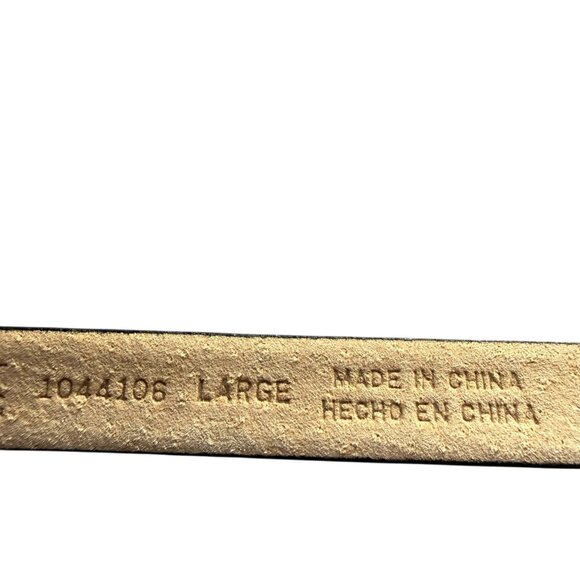 1044106 LARGE MADE IN CHINA
HECHO EN CHINA